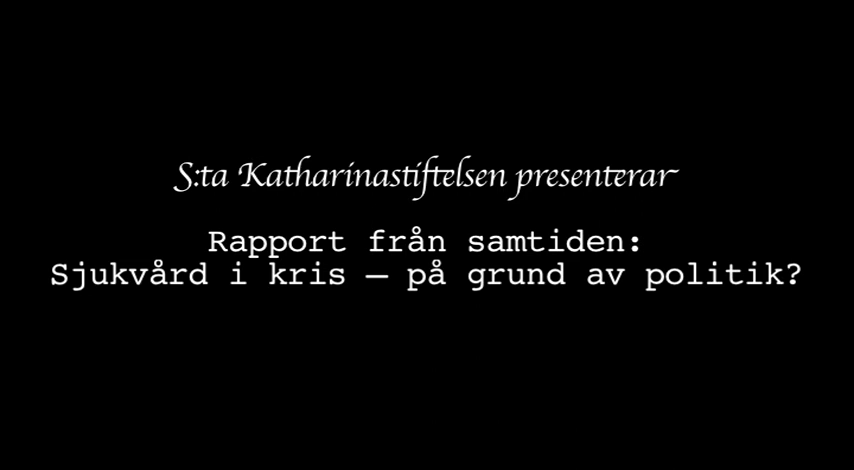 S:ta Katharinastiftelsen presenterar
Rapport från samtiden:
Sjukvård i kris – på grund av politik?